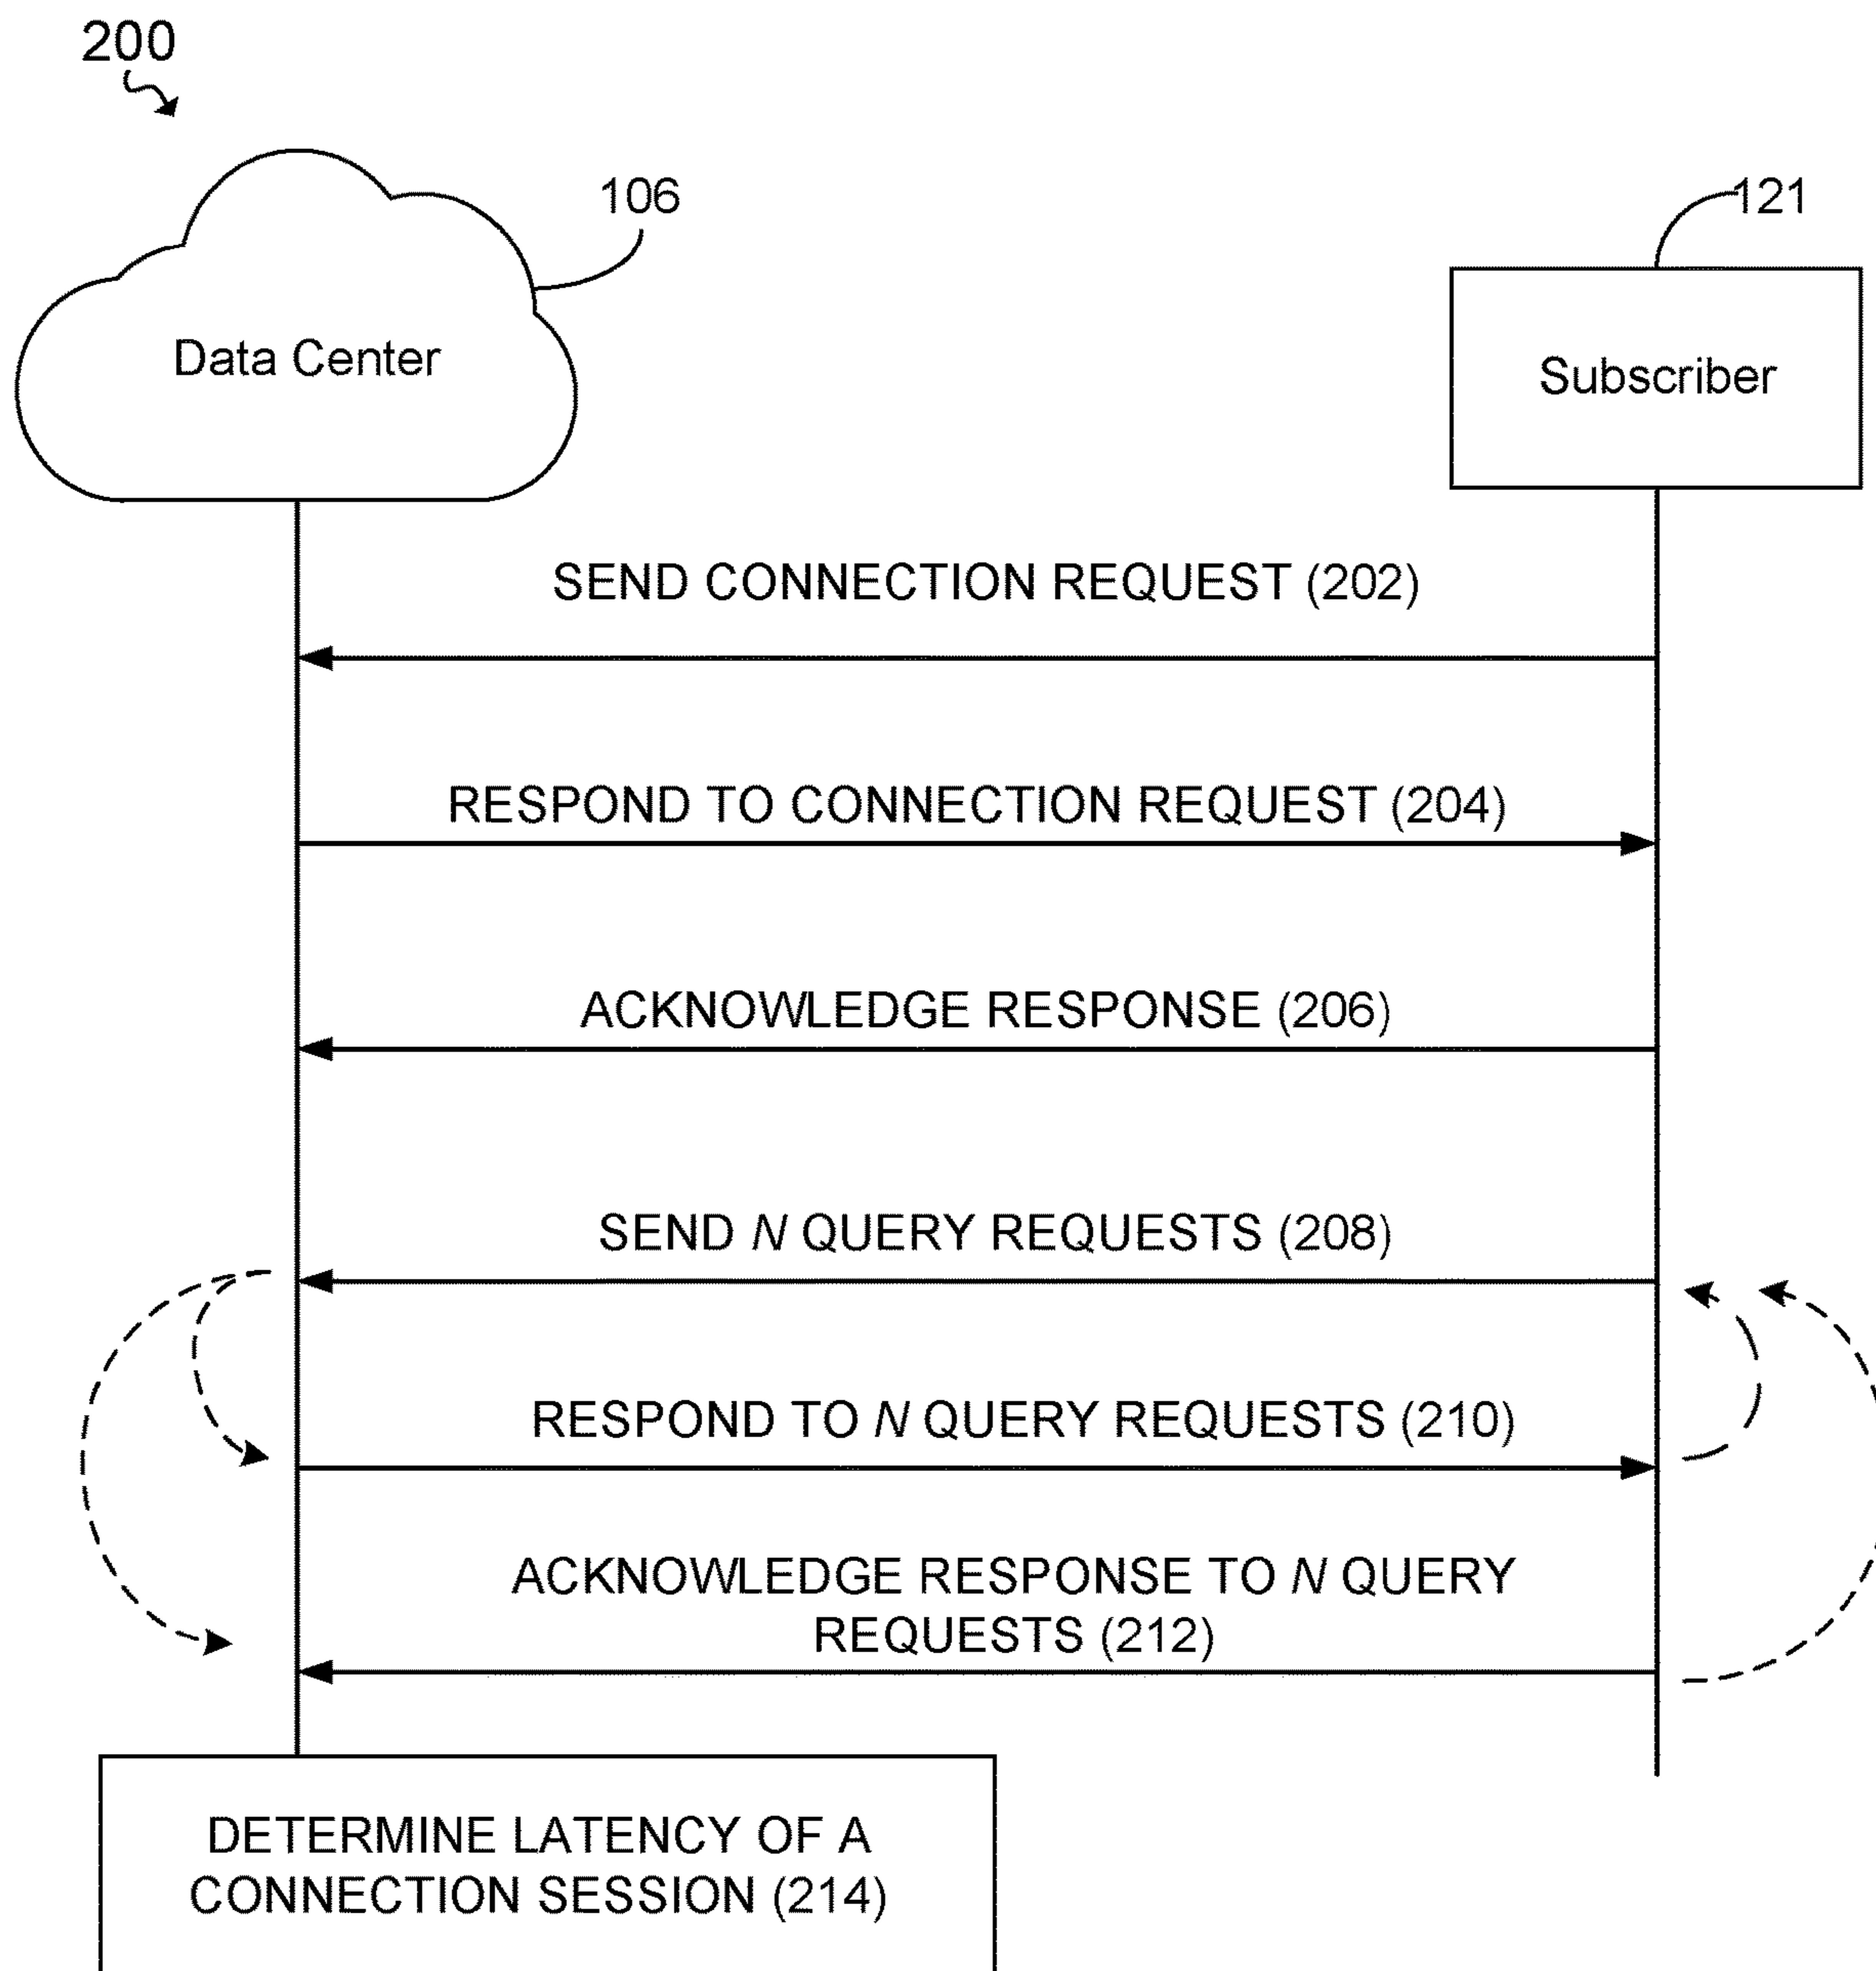 200
106
121
Data Center
Subscriber
SEND CONNECTION REQUEST (202)
RESPOND TO CONNECTION REQUEST (204)
ACKNOWLEDGE RESPONSE (206)
SEND N QUERY REQUESTS (208)
RESPOND TO N QUERY REQUESTS (210)
ACKNOWLEDGE RESPONSE TO N QUERY
REQUESTS (212)
DETERMINE LATENCY OF A
CONNECTION SESSION (214)